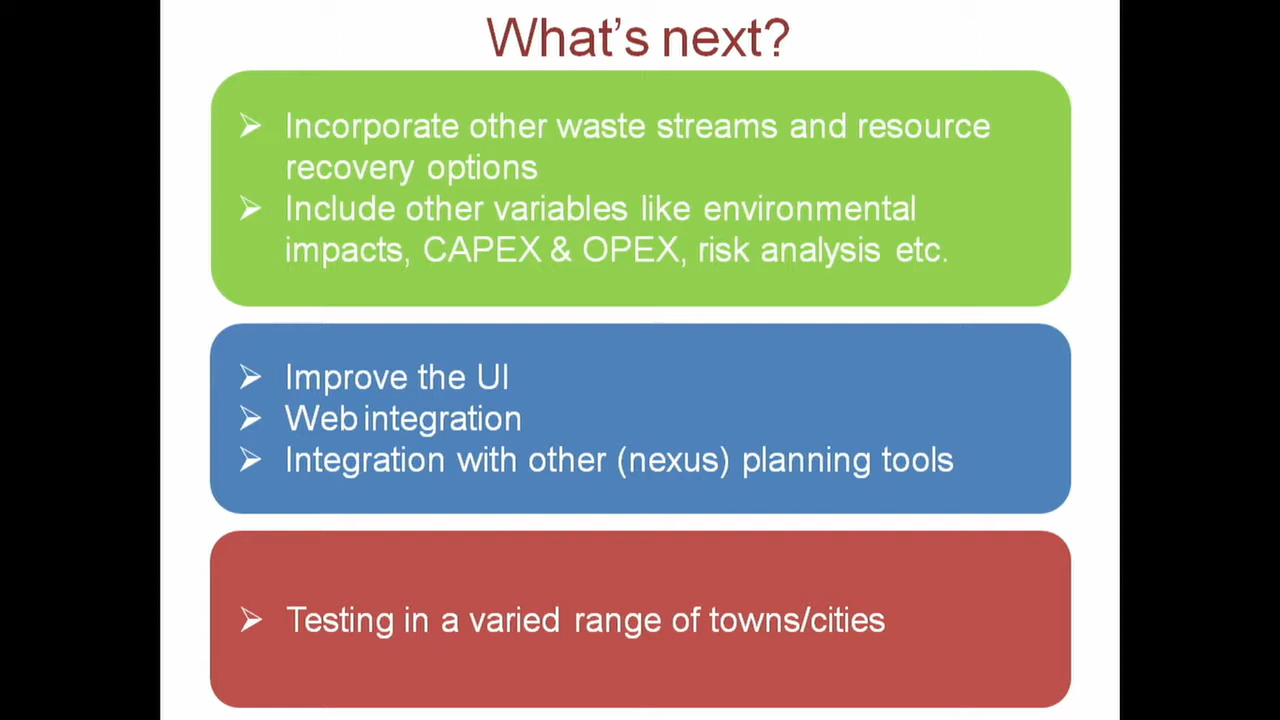 What's next?
➢ Incorporate other waste streams and resource
recovery options
➢ Include other variables like environmental
impacts, CAPEX & OPEX, risk analysis etc.
➢ Improve the UI
➢ Web integration
➢ Integration with other (nexus) planning tools
➢ Testing in a varied range of towns/cities